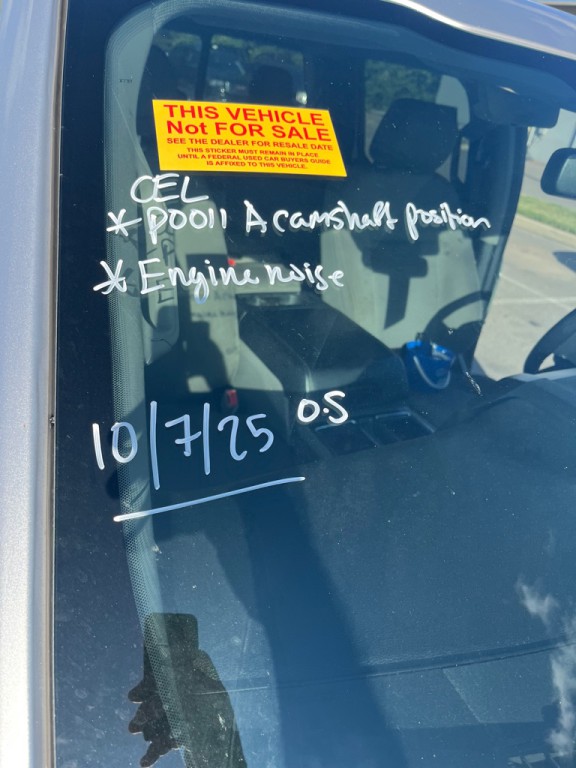 THIS VEHICLE
Not FOR SALE
SEE THE DEALER FOR RESALE DATE
THIS STICKER MUST REMAIN IN PLACE
UNTIL A FEDERAL USED CAR BUYERS GUIDE
IS AFFIXED TO THIS VEHICLE.
CEL
* P0011 A camshaft position
* Engine noise
10/7/25 O.S